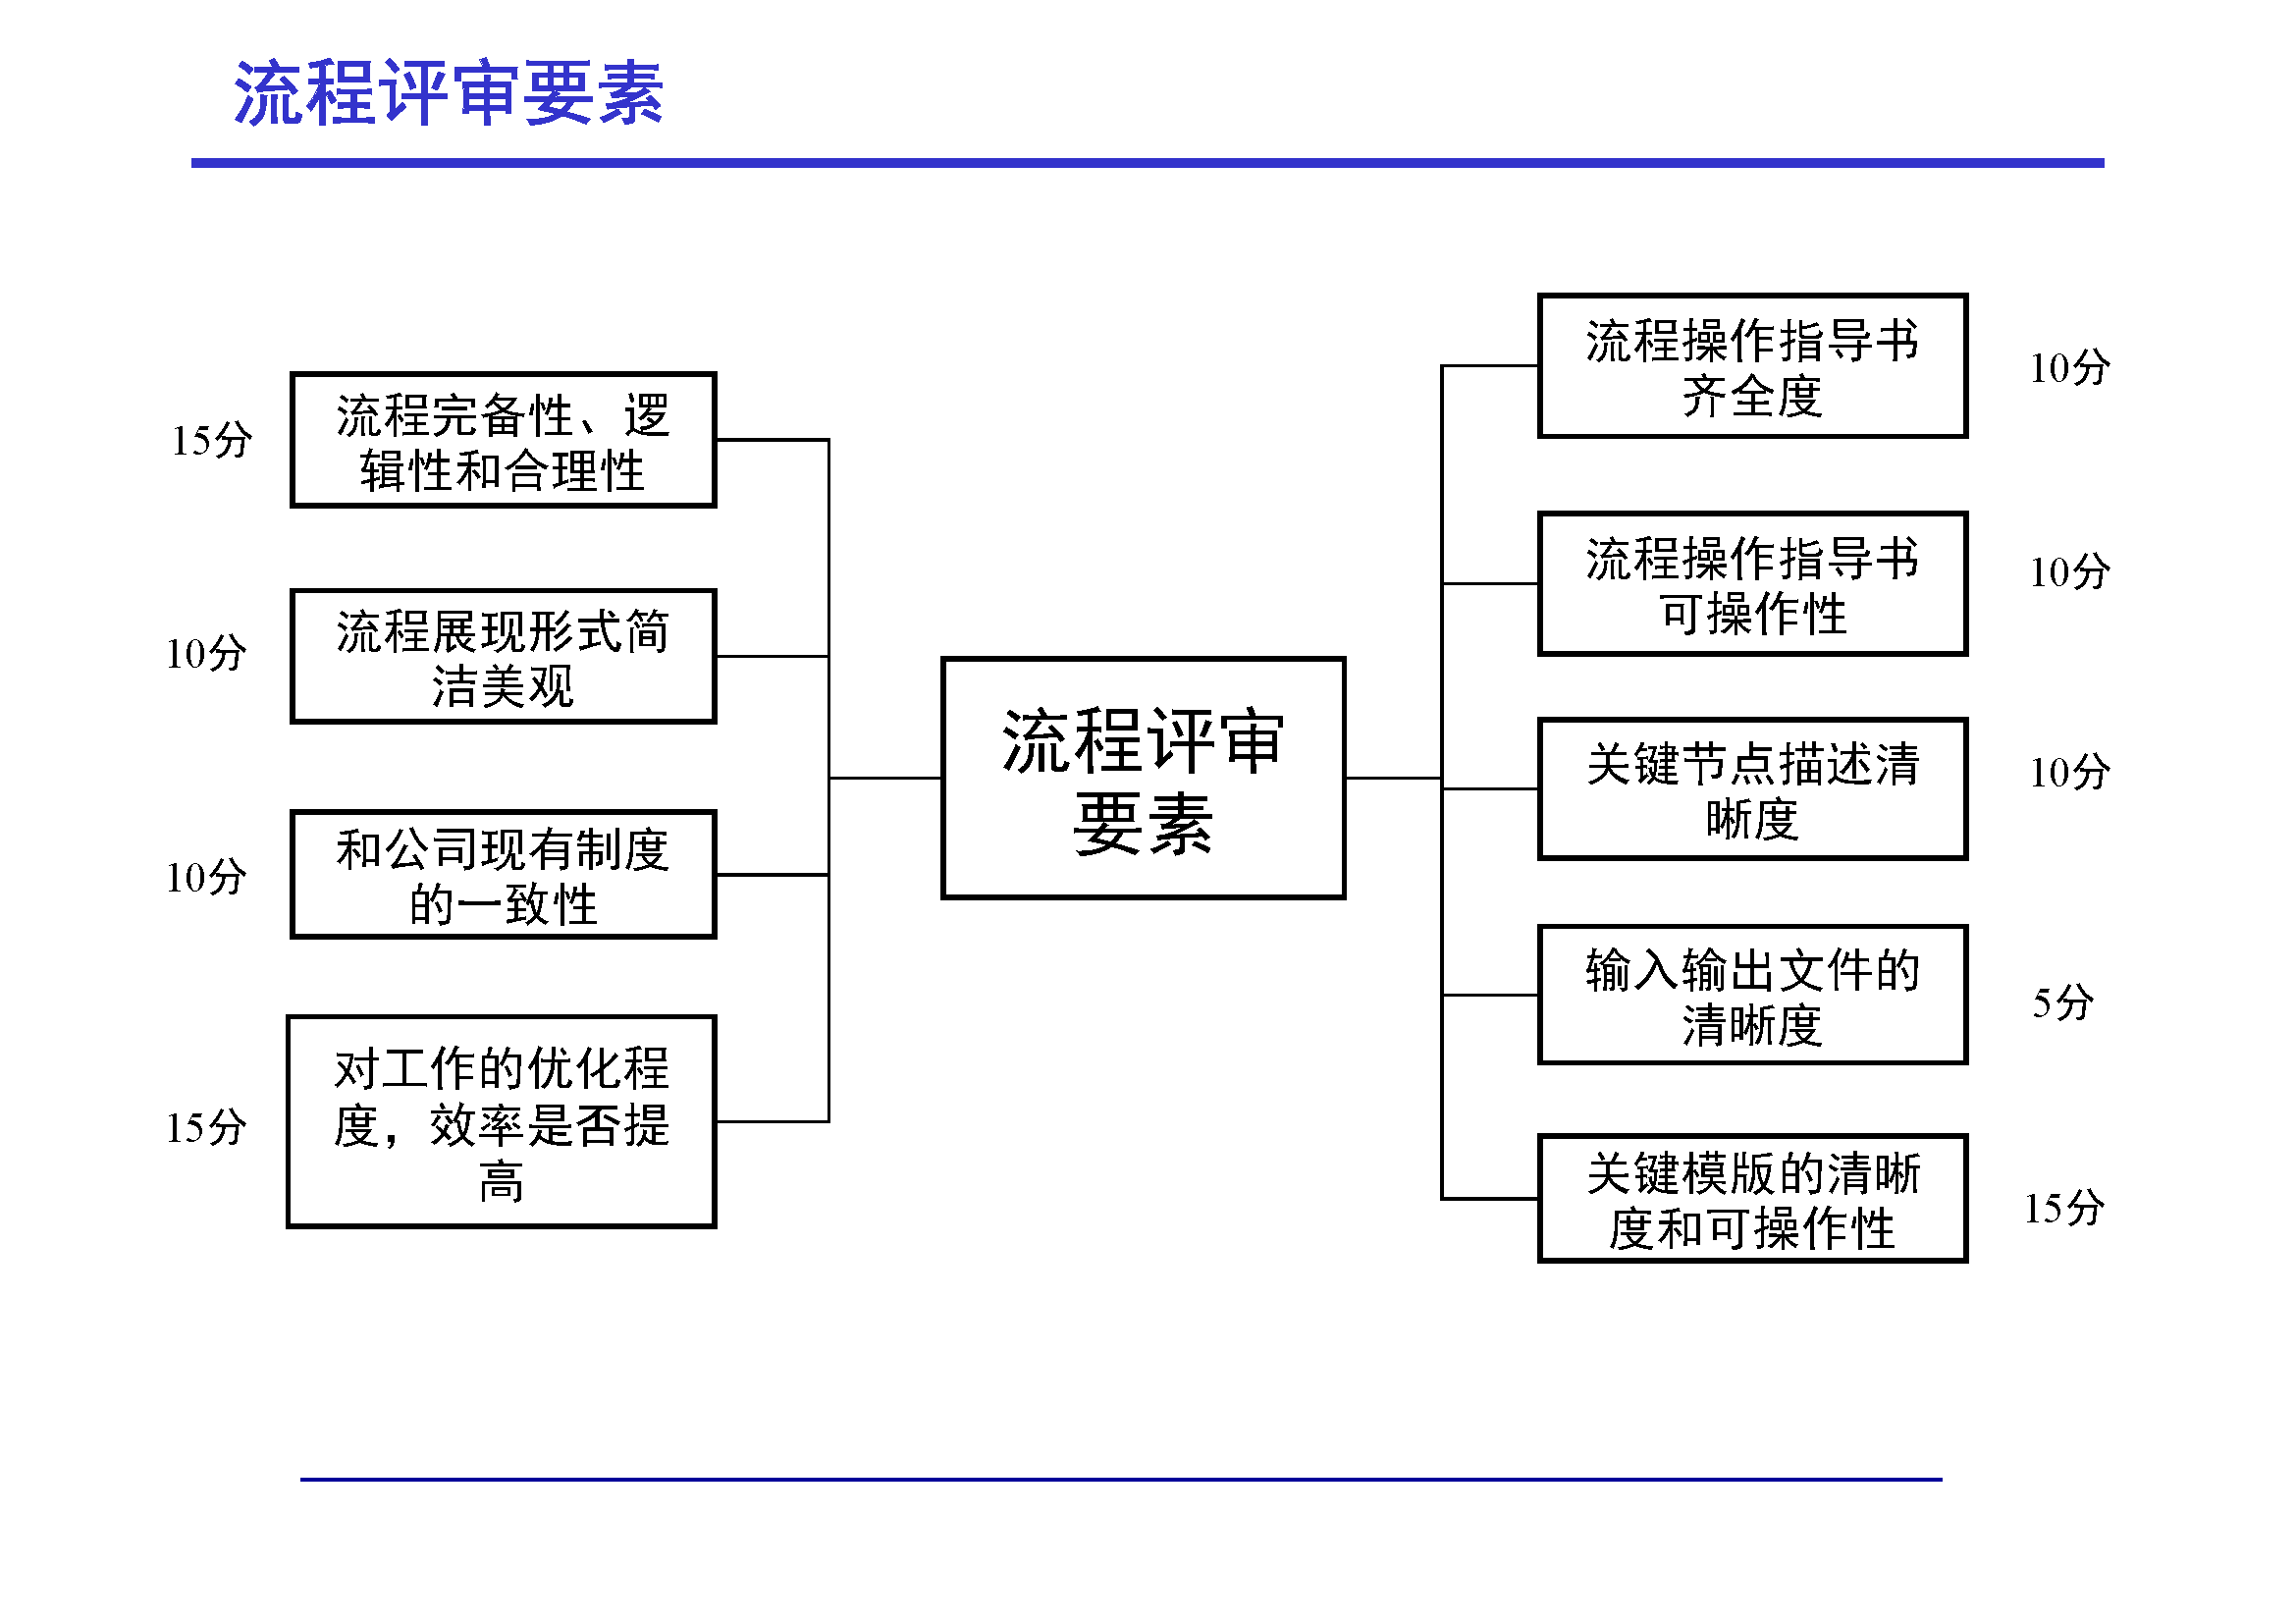 流程评审要素
15分
流程完备性、逻
辑性和合理性
10分
流程展现形式简
洁美观
10分
和公司现有制度
的一致性
15分
对工作的优化程
度，效率是否提
高
流程评审
要素
流程操作指导书
齐全度
10分
流程操作指导书
可操作性
10分
关键节点描述清
晰度
10分
输入输出文件的
清晰度
5分
关键模版的清晰
度和可操作性
15分